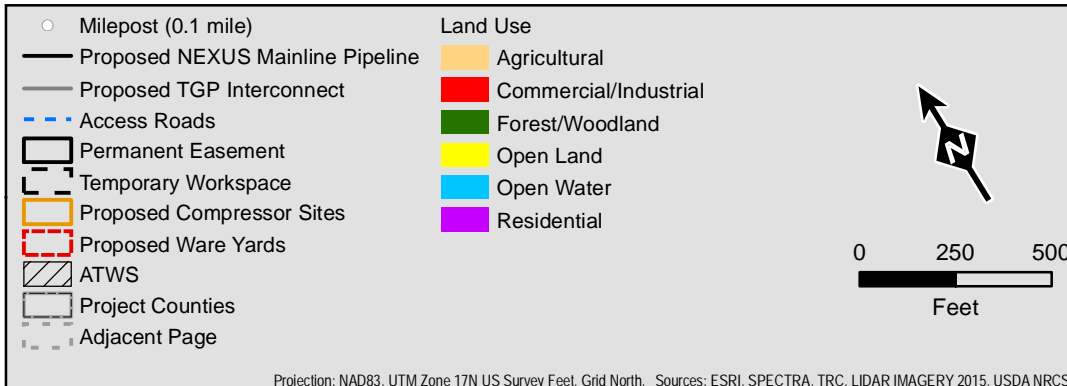 Milepost (0.1 mile)
Proposed NEXUS Mainline Pipeline
Proposed TGP Interconnect
Access Roads
Permanent Easement
Temporary Workspace
Proposed Compressor Sites
Proposed Ware Yards
ATWS
Project Counties
Adjacent Page
Land Use
Agricultural
Commercial/Industrial
Forest/Woodland
Open Land
Open Water
Residential
N
0 250 500
Feet
Projection: NAD83, UTM Zone 17N US Survey Feet, Grid North. Sources: ESRI, SPECTRA, TRC, LIDAR IMAGERY 2015, USDA NRCS